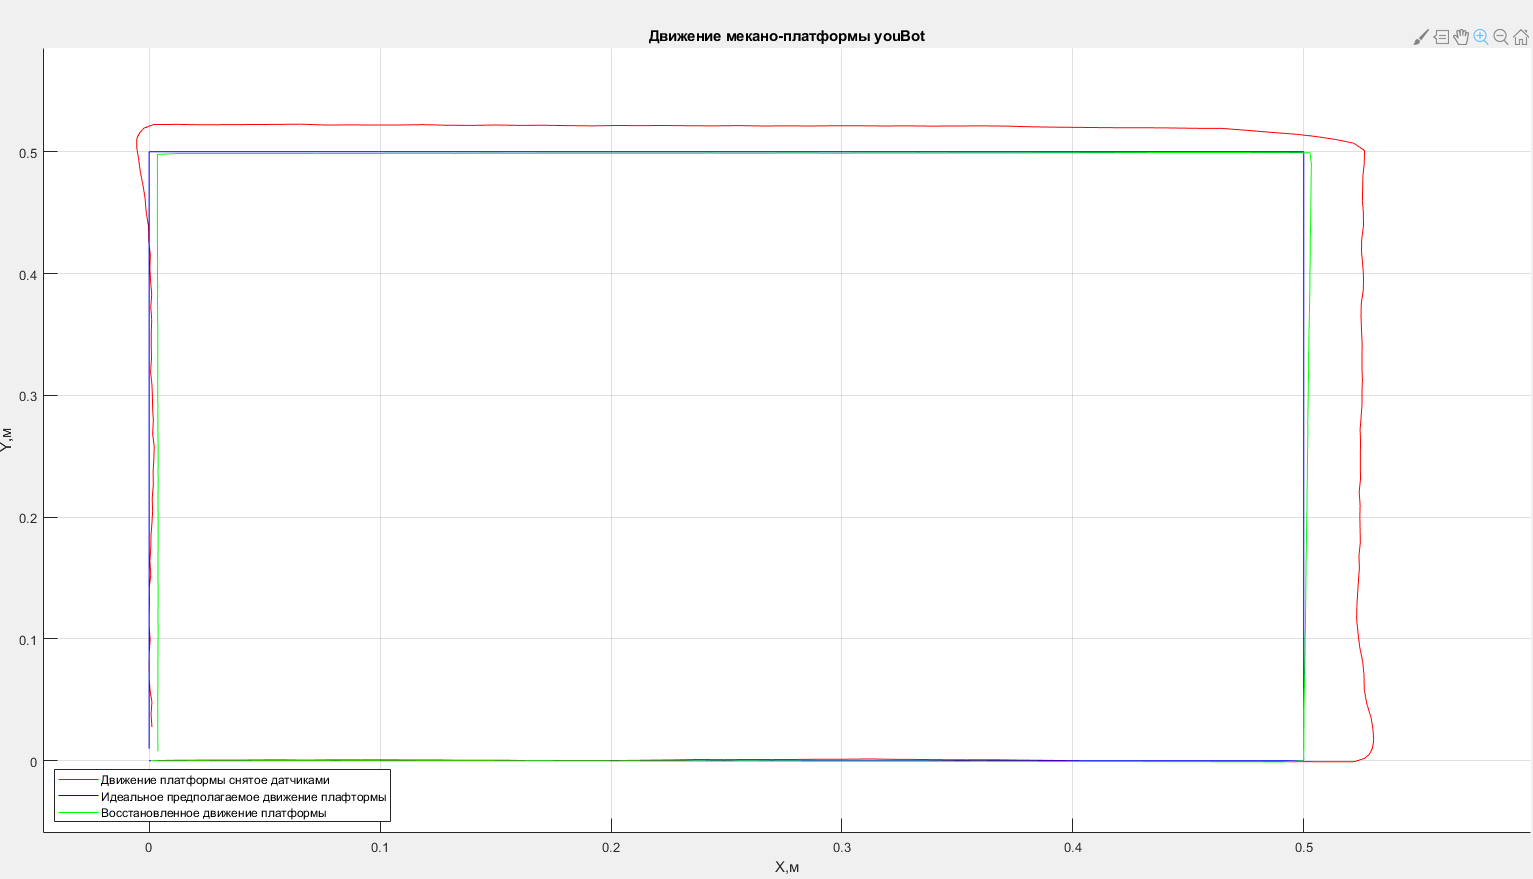 Движение мекано-платформы youBot
0.5
0.4
Y,м
0.3
0.2
0.1
0
Движение платформы снятое датчиками
Идеальное предполагаемое движение плафтормы
Восстановленное движение платформы
0 0.1 0.2 0.3 0.4 0.5
X,м